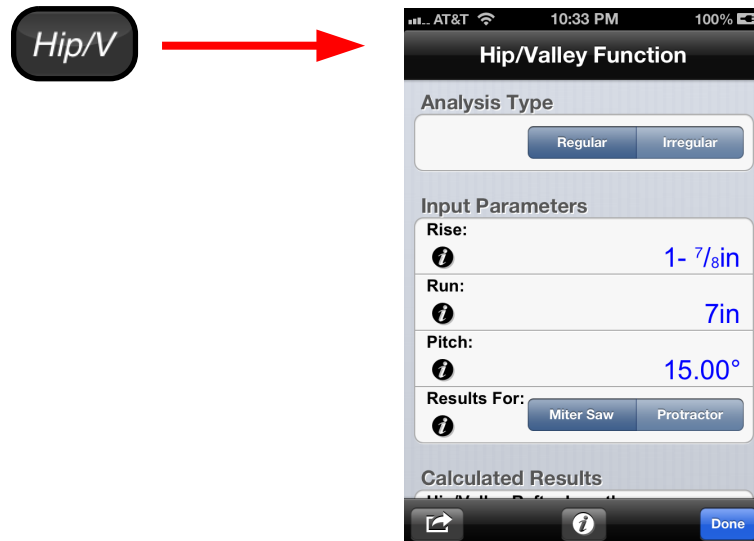 Hip/V
AT&T 10:33 PM 100%
Hip/Valley Function
Analysis Type
Regular Irregular
Input Parameters
Rise:
1- 7/8in
Run:
7in
Pitch:
15.00°
Results For:
Miter Saw Protractor
Calculated Results
Done